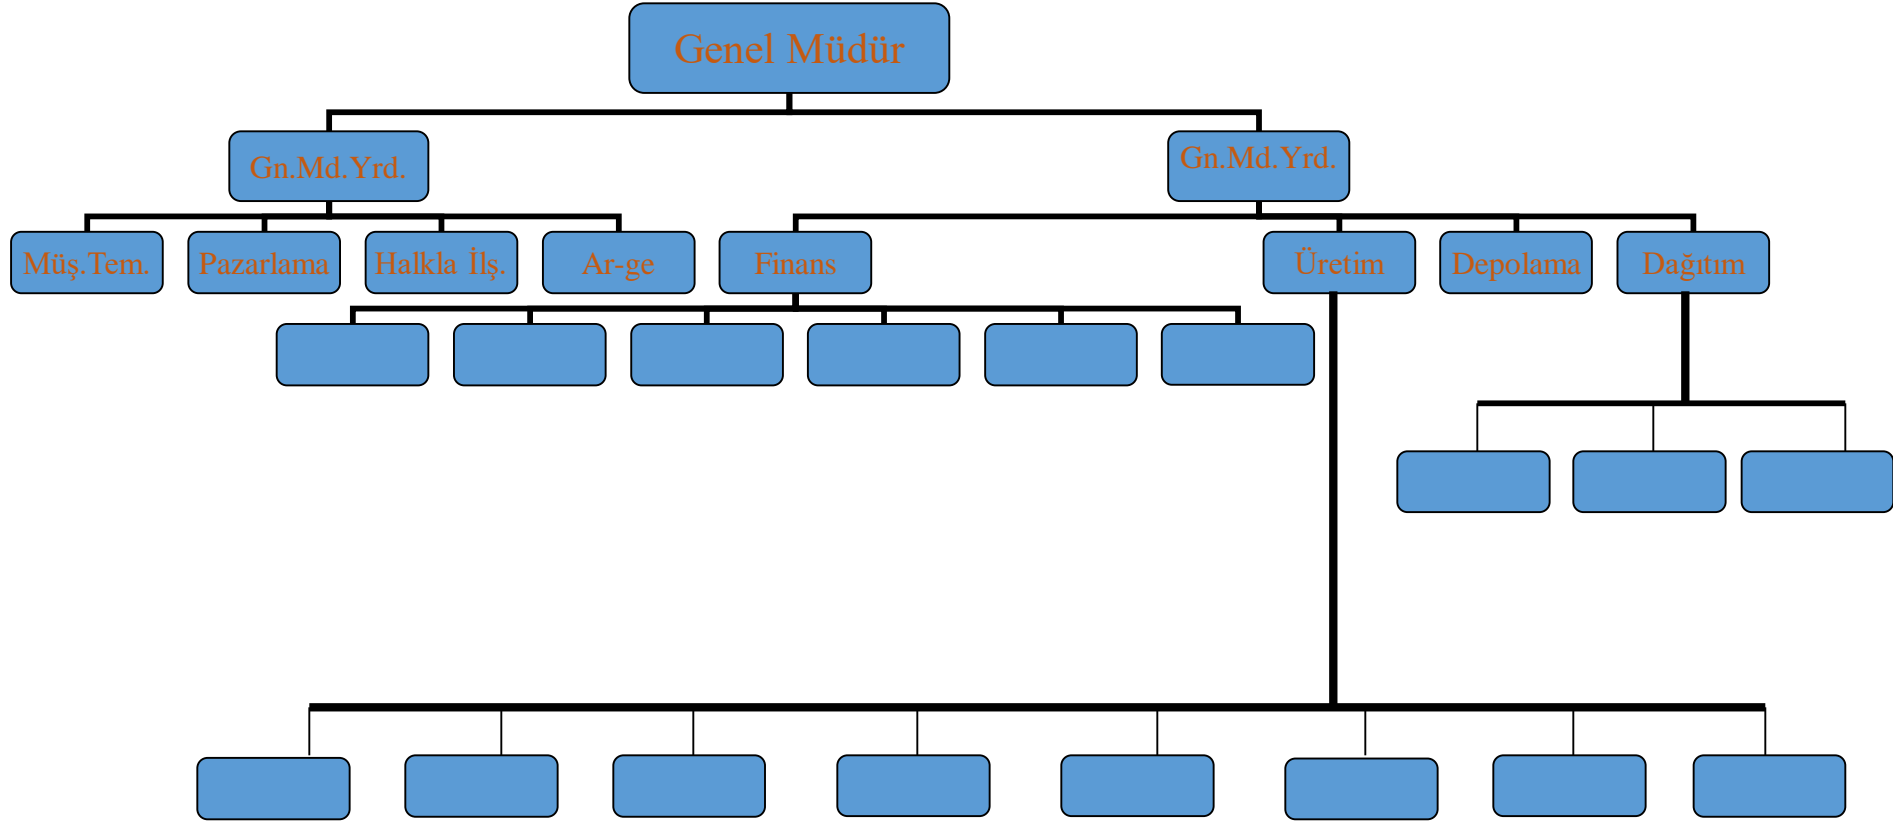 Genel Müdür
Gn.Md.Yrd.
Gn.Md.Yrd.
Müş.Tem.
Pazarlama
Halkla İlş.
Ar-ge
Finans
Üretim
Depolama
Dağıtım